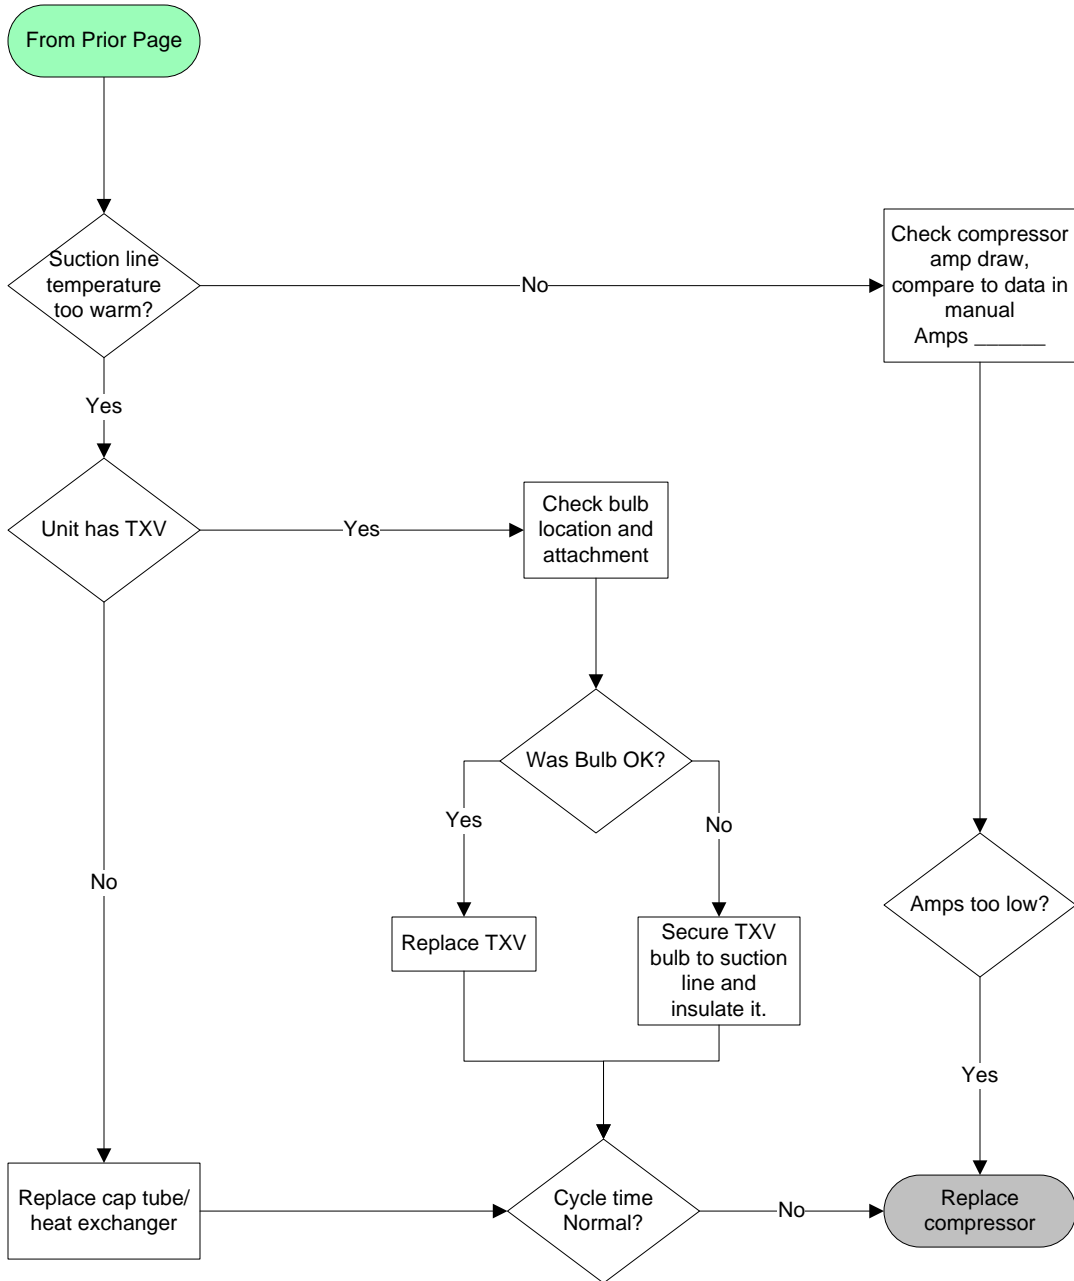 From Prior Page
Suction line
temperature
too warm?
No
Check compressor
amp draw,
compare to data in
manual
Amps ______
Yes
Unit has TXV
Yes
Check bulb
location and
attachment
Was Bulb OK?
Yes
No
No
Replace TXV
Secure TXV
bulb to suction
line and
insulate it.
Amps too low?
Yes
Replace cap tube/
heat exchanger
Cycle time
Normal?
No
Replace
compressor